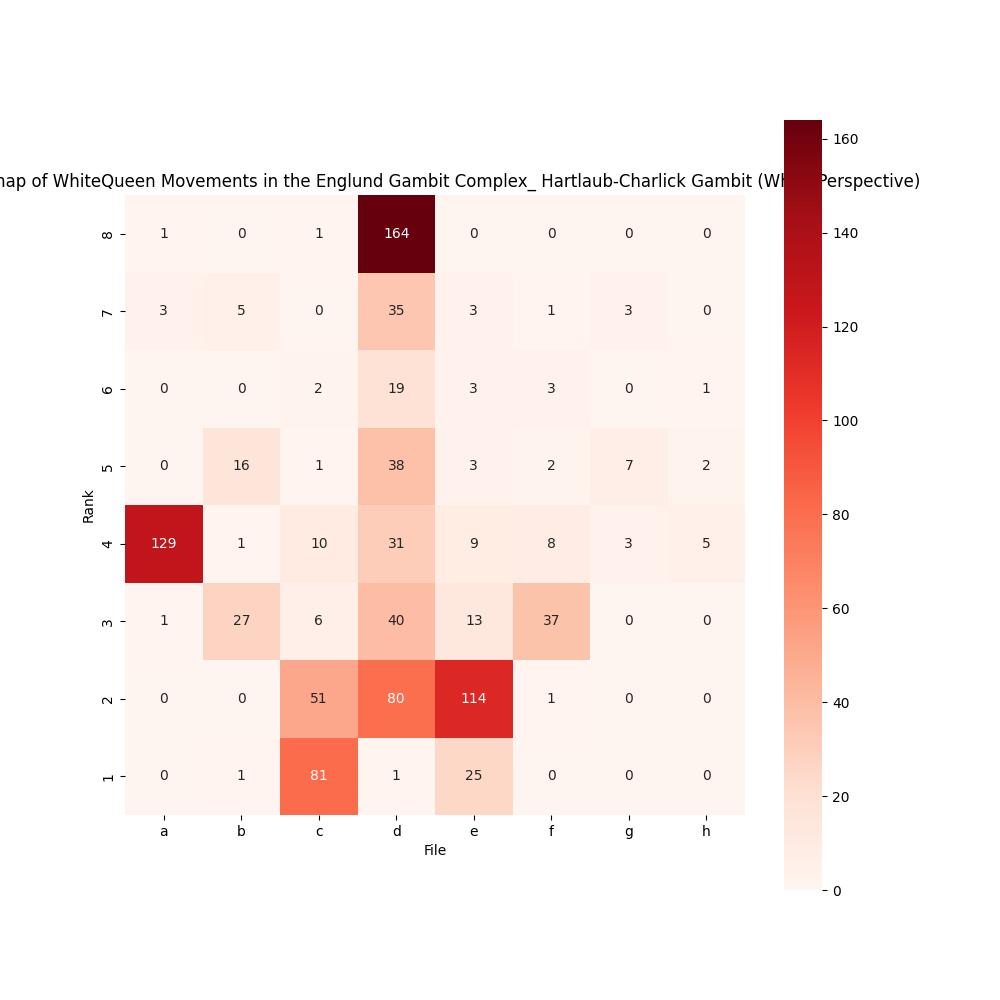 map of WhiteQueen Movements in the Englund Gambit Complex_ Hartlaub-Charlick Gambit (Wh Perspective)
8 1 0 1 164 0 0 0 0
7 3 5 0 35 3 1 3 0
6 0 0 2 19 3 3 0 1
5 0 16 1 38 3 2 7 2
4 129 1 10 31 9 8 3 5
3 1 27 6 40 13 37 0 0
2 0 0 51 80 114 1 0 0
1 0 1 81 1 25 0 0 0
a b c d e f g h
File
Rank
160
140
120
100
80
60
40
20
0